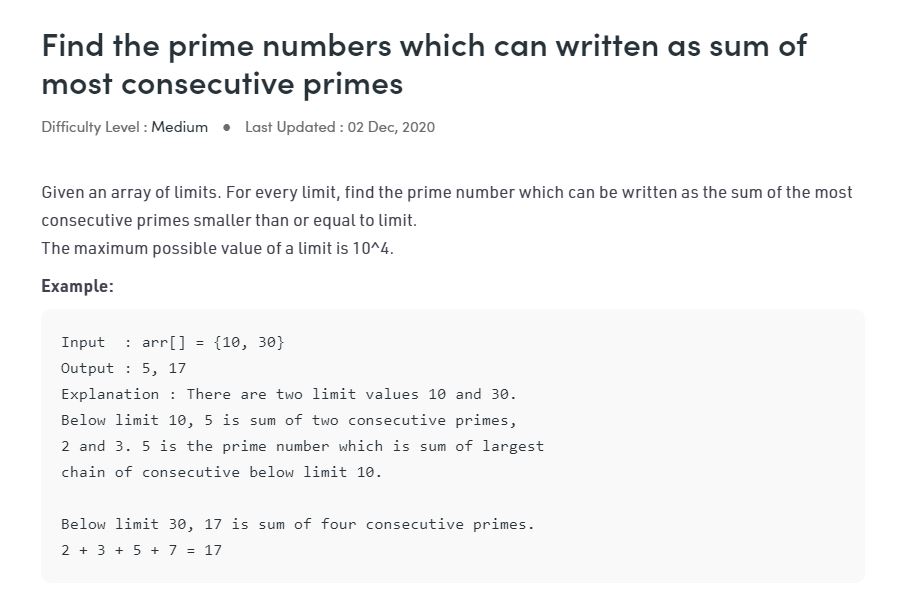 Find the prime numbers which can written as sum of
most consecutive primes
Difficulty Level : Medium ● Last Updated : 02 Dec, 2020
Given an array of limits. For every limit, find the prime number which can be written as the sum of the most
consecutive primes smaller than or equal to limit.
The maximum possible value of a limit is 10^4.
Example:
Input  : arr[] = {10, 30}
Output : 5, 17
Explanation : There are two limit values 10 and 30.
Below limit 10, 5 is sum of two consecutive primes,
2 and 3. 5 is the prime number which is sum of largest
chain of consecutive below limit 10.
Below limit 30, 17 is sum of four consecutive primes.
2 + 3 + 5 + 7 = 17